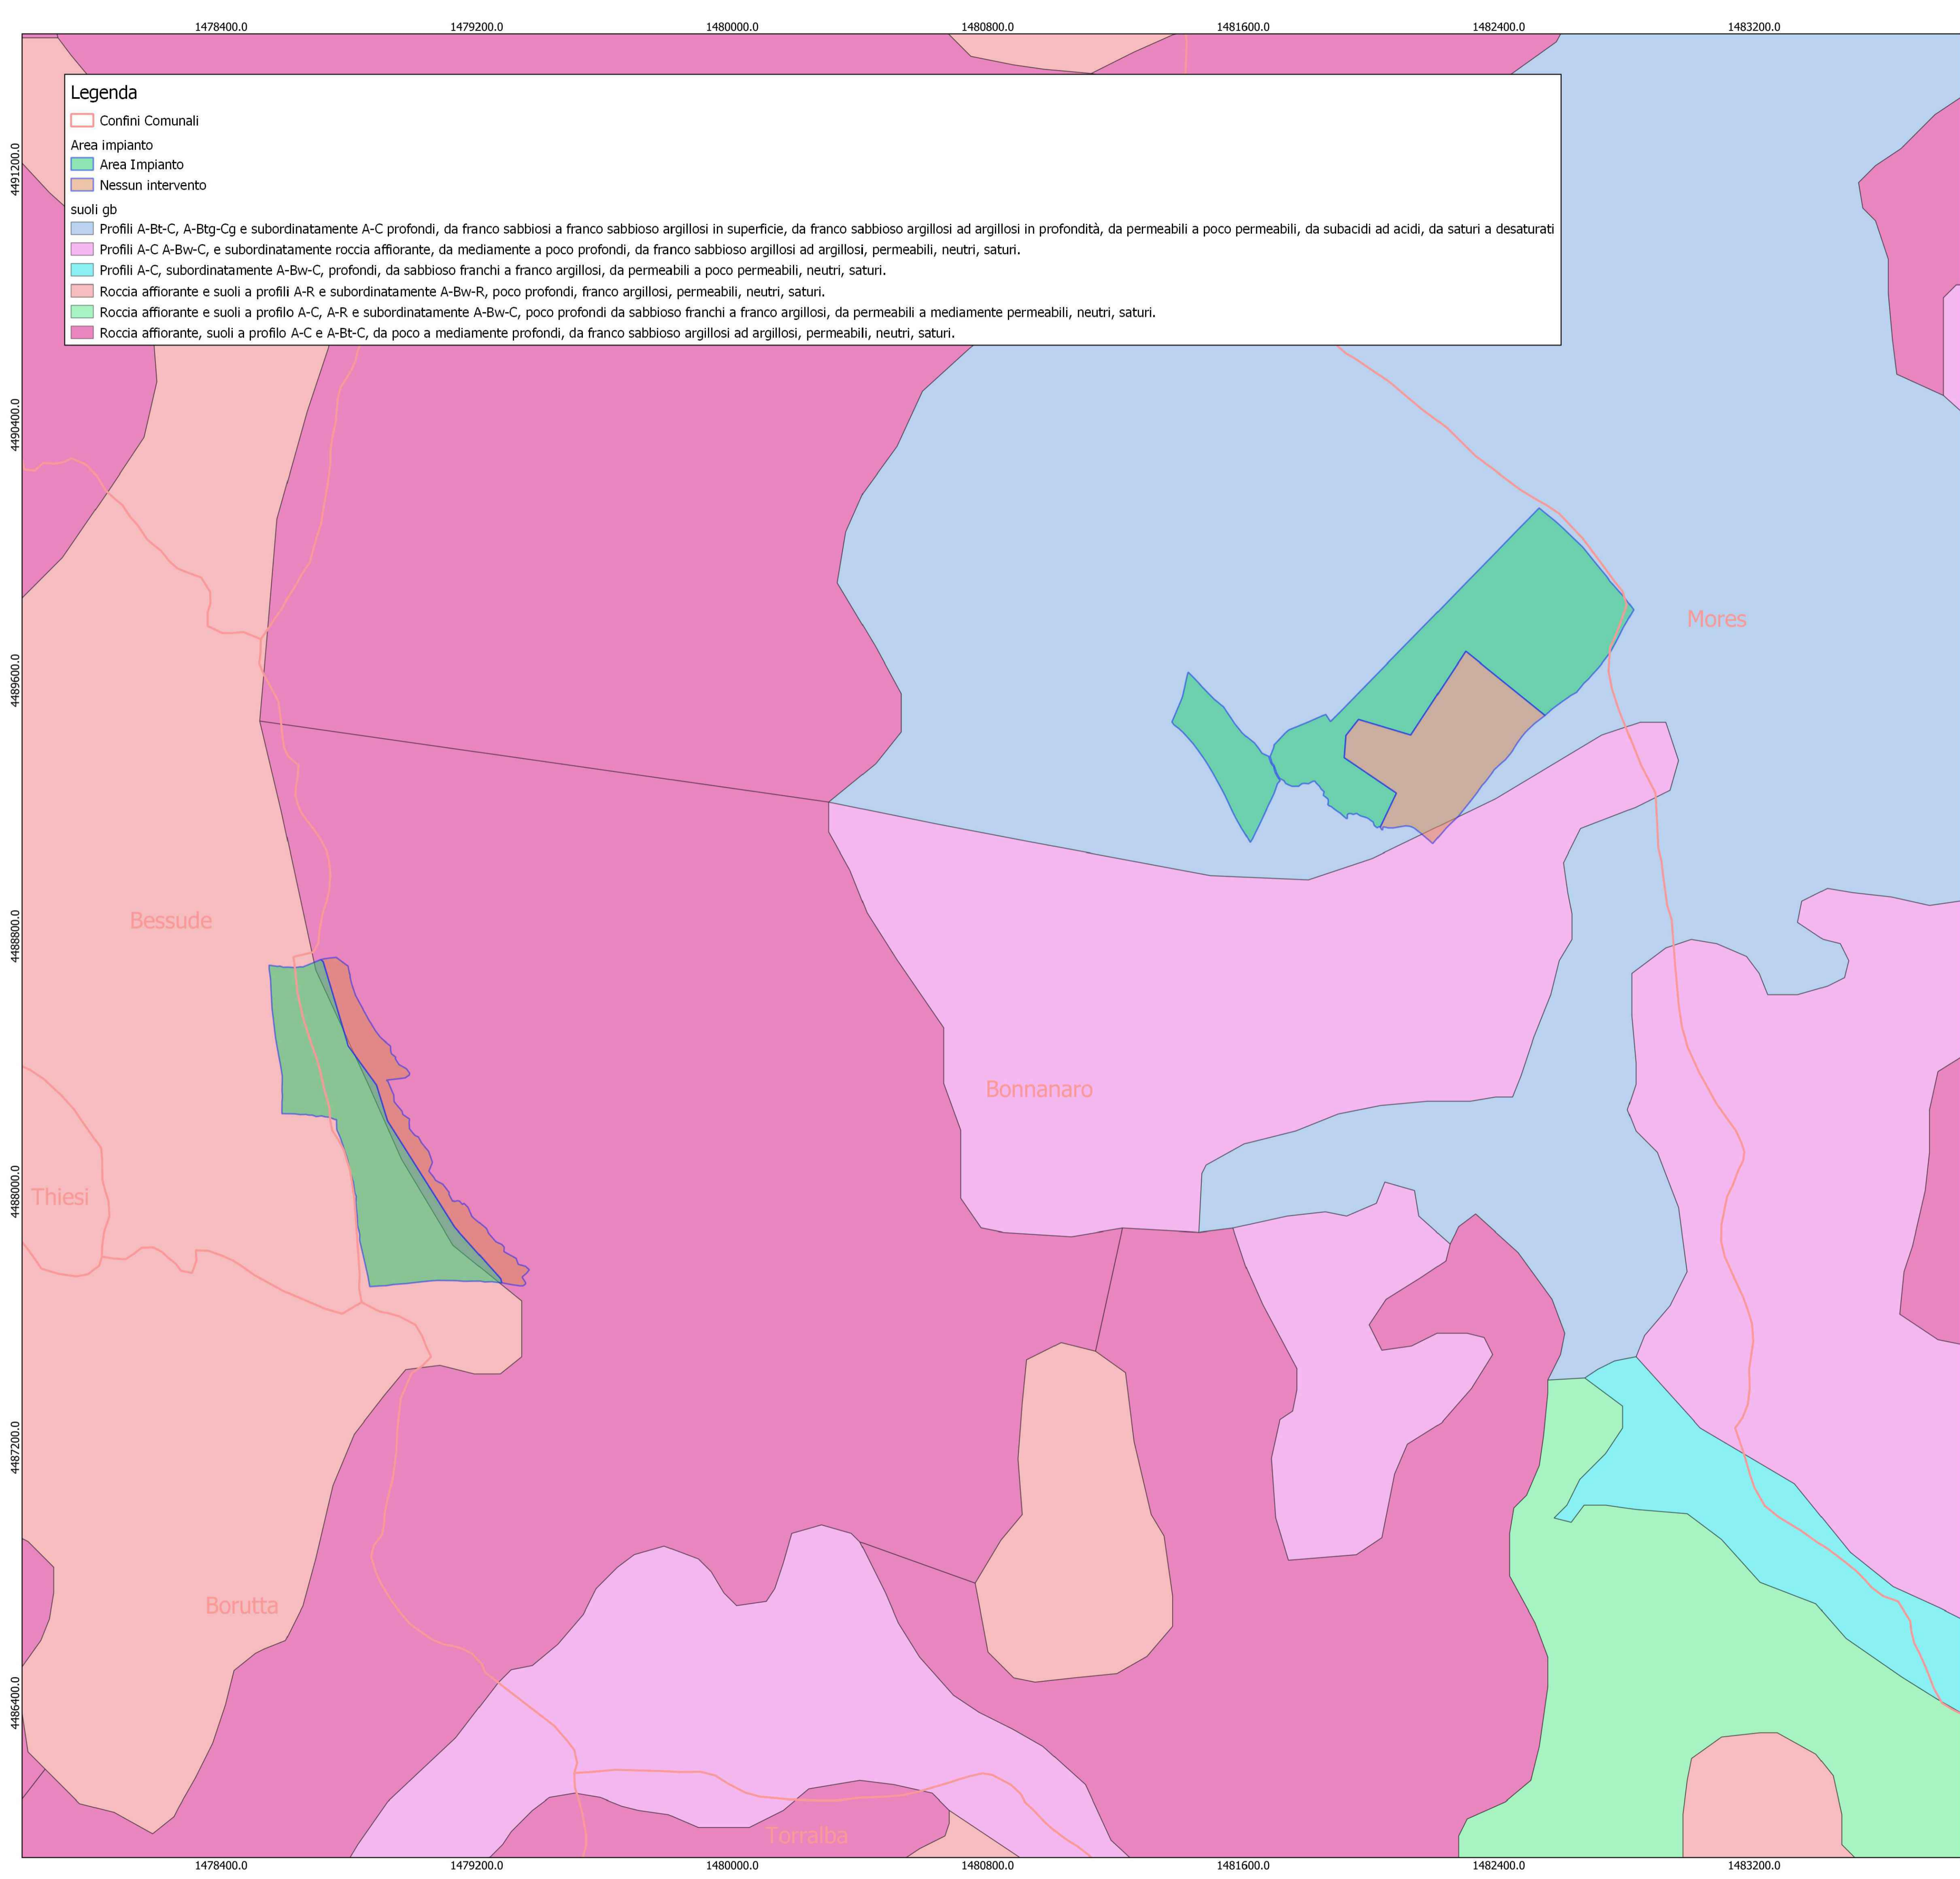 1478400.0 1479200.0 1480000.0 1480800.0 1481600.0 1482400.0 1483200.0
Legenda
Confini Comunali
Area impianto
Area Impianto
Nessun intervento
suoli gb
Profili A-Bt-C, A-Btg-Cg e subordinatamente A-C profondi, da franco sabbiosi a franco sabbioso argillosi in superficie, da franco sabbioso argillosi ad argillosi in profondità, da permeabili a poco permeabili, da subacidi ad acidi, da saturi a desaturati
Profili A-C A-Bw-C, e subordinatamente roccia affiorante, da mediamente a poco profondi, da franco sabbioso argillosi ad argillosi, permeabili, neutri, saturi.
Profili A-C, subordinatamente A-Bw-C, profondi, da sabbioso franchi a franco argillosi, da permeabili a poco permeabili, neutri, saturi.
Roccia affiorante e suoli a profili A-R e subordinatamente A-Bw-R, poco profondi, franco argillosi, permeabili, neutri, saturi.
Roccia affiorante e suoli a profilo A-C, A-R e subordinatamente A-Bw-C, poco profondi da sabbioso franchi a franco argillosi, da permeabili a mediamente permeabili, neutri, saturi.
Roccia affiorante, suoli a profilo A-C e A-Bt-C, da poco a mediamente profondi, da franco sabbioso argillosi ad argillosi, permeabili, neutri, saturi.
4491200.0
4490400.0
4489600.0
4488800.0
4488000.0
4487200.0
4486400.0
Mores
Bessude
Bonnanaro
Thiesi
Borutta
Torralba
1478400.0 1479200.0 1480000.0 1480800.0 1481600.0 1482400.0 1483200.0